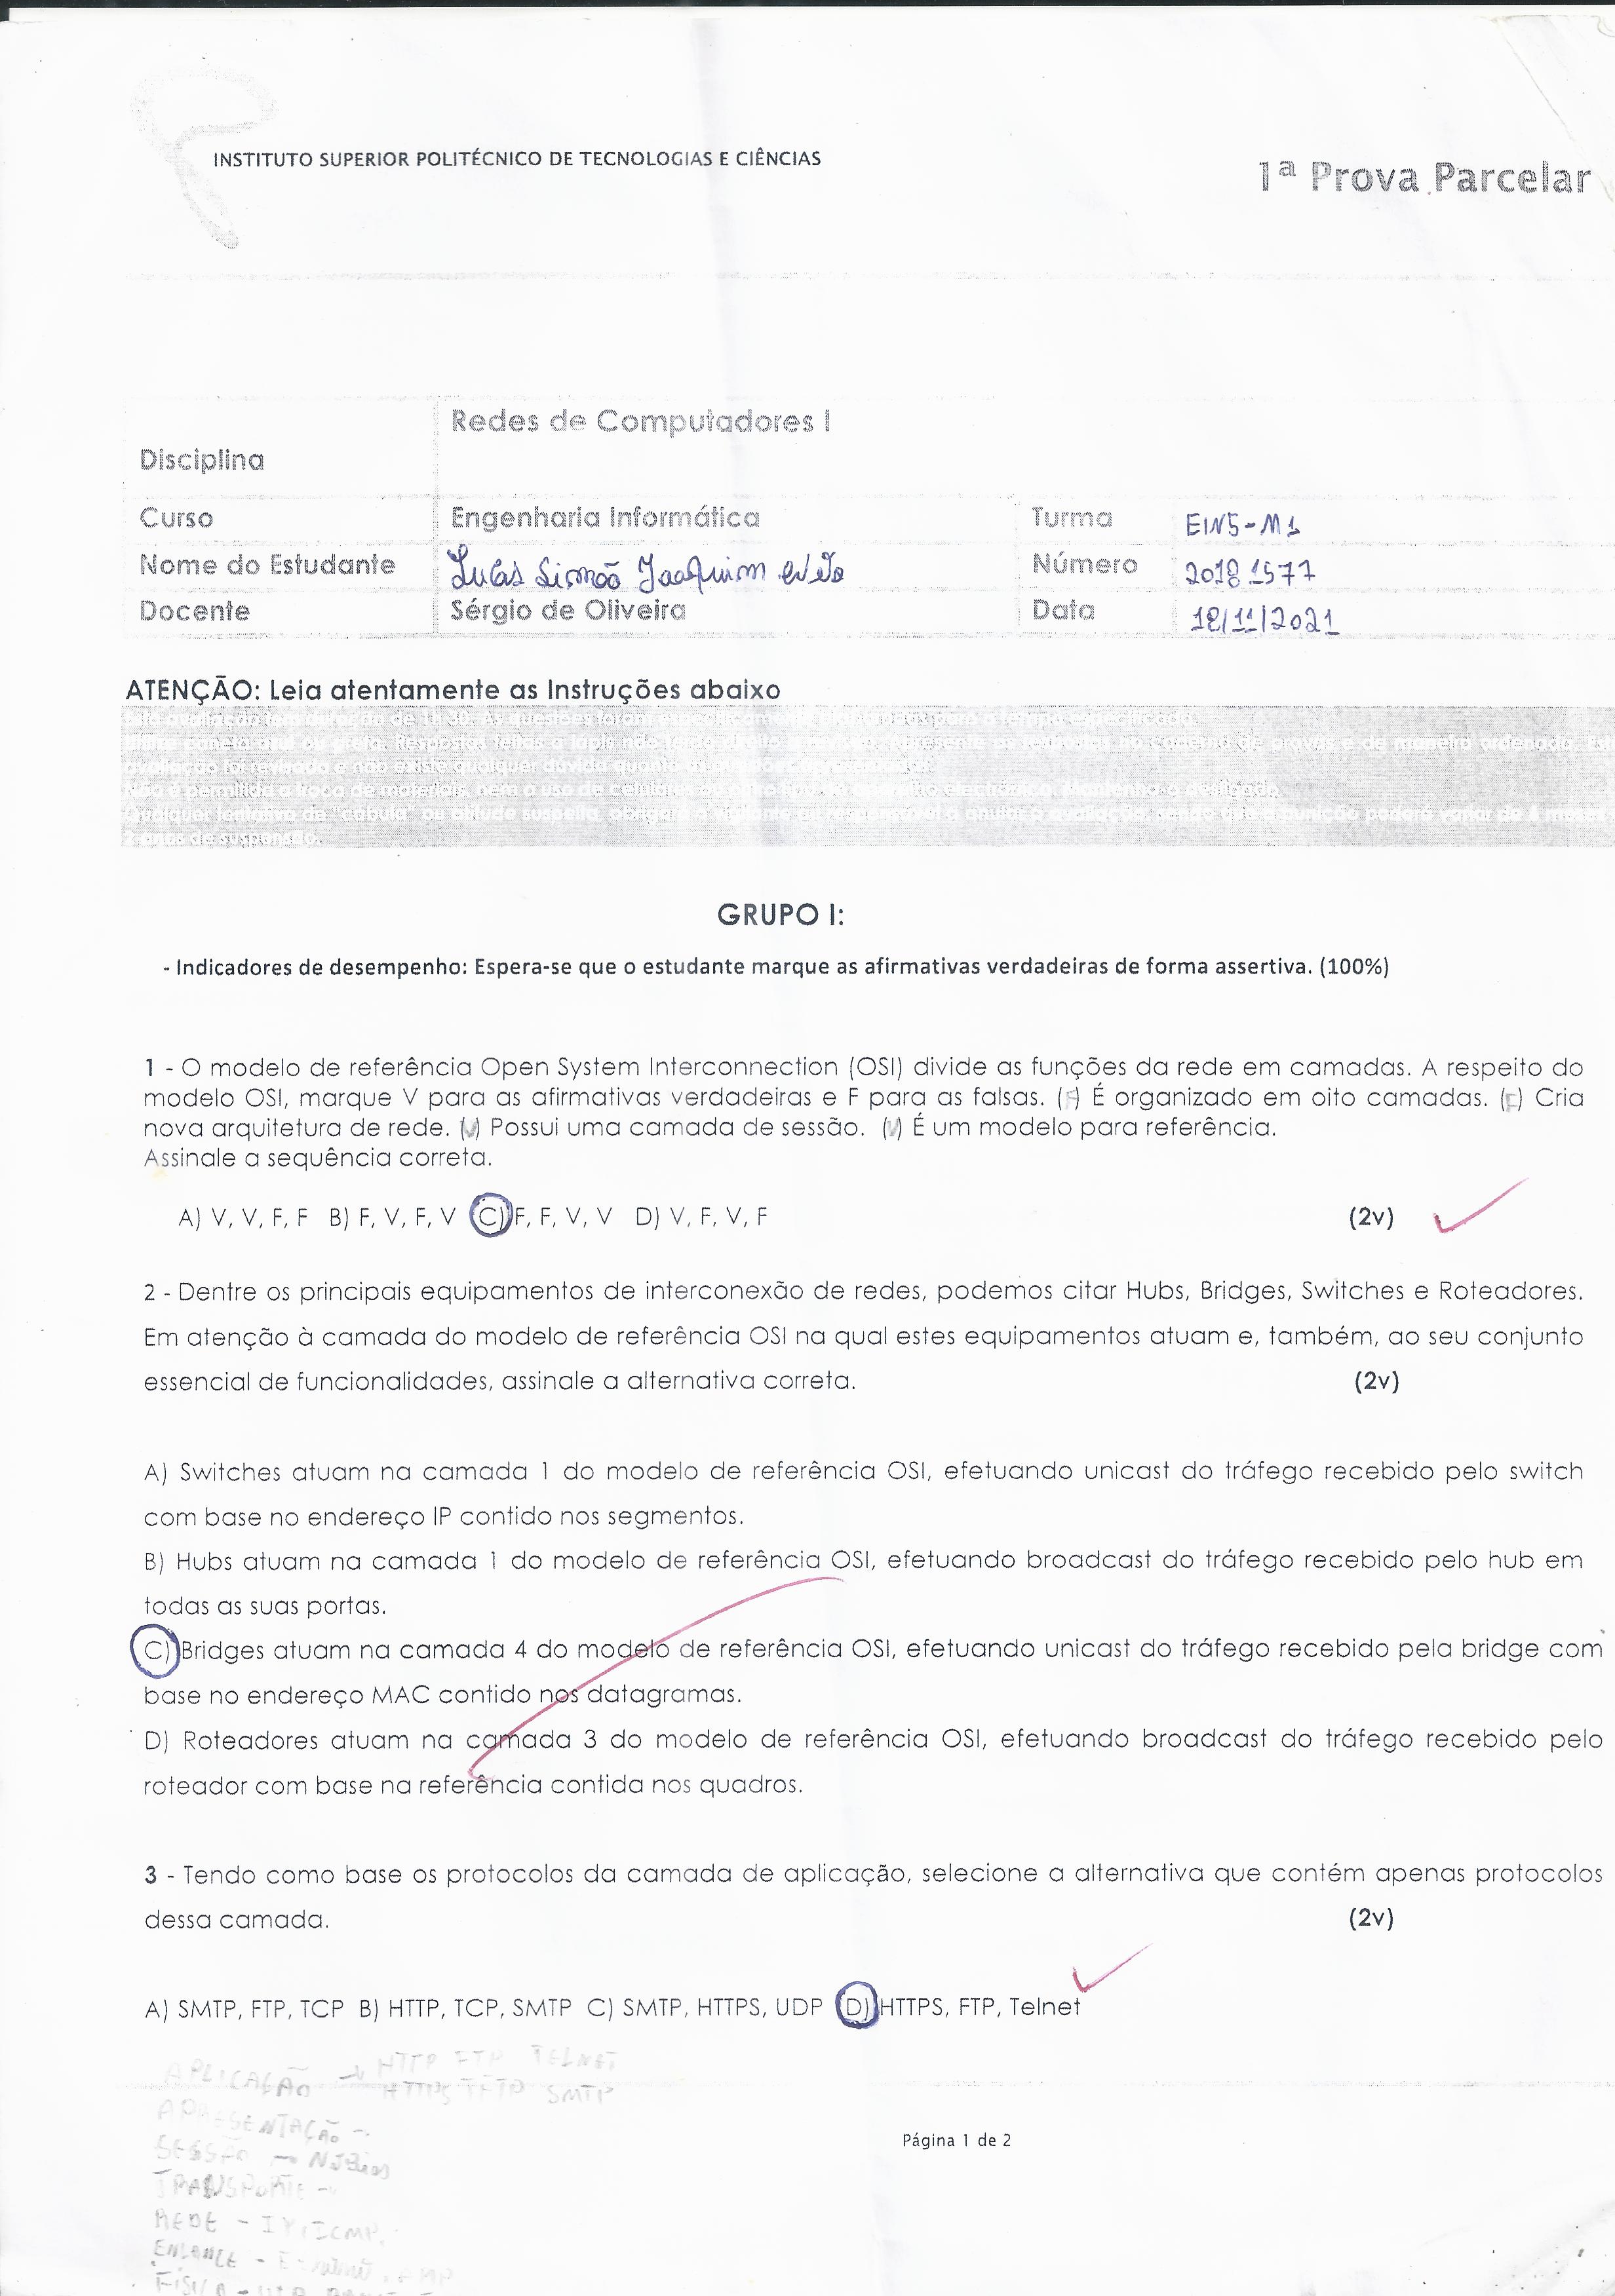 INSTITUTO SUPERIOR POLITÉCNICO DE TECNOLOGIAS E CIÊNCIAS
1ª Prova Parcelar
Redes de Computadores I
Disciplina
Curso Engenharia Informática Turma EIN5-M1
Nome do Estudante Lucas Simão Joaquim Número 20181577
Docente Sérgio de Oliveira Data 18/11/2021
ATENÇÃO: Leia atentamente as Instruções abaixo
2 anos de suspensão.
GRUPO I:
- Indicadores de desempenho: Espera-se que o estudante marque as afirmativas verdadeiras de forma assertiva. (100%)
1 - O modelo de referência Open System Interconnection (OSI) divide as funções da rede em camadas. A respeito do
modelo OSI, marque V para as afirmativas verdadeiras e F para as falsas. (F) É organizado em oito camadas. (F) Cria
nova arquitetura de rede. (V) Possui uma camada de sessão. (V) É um modelo para referência.
Assinale a sequência correta.
A) V, V, F, F B) F, V, F, V C) F, F, V, V D) V, F, V, F (2v)
2 - Dentre os principais equipamentos de interconexão de redes, podemos citar Hubs, Bridges, Switches e Roteadores.
Em atenção à camada do modelo de referência OSI na qual estes equipamentos atuam e, também, ao seu conjunto
essencial de funcionalidades, assinale a alternativa correta. (2v)
A) Switches atuam na camada 1 do modelo de referência OSI, efetuando unicast do tráfego recebido pelo switch
com base no endereço IP contido nos segmentos.
B) Hubs atuam na camada 1 do modelo de referência OSI, efetuando broadcast do tráfego recebido pelo hub em
todas as suas portas.
C) Bridges atuam na camada 4 do modelo de referência OSI, efetuando unicast do tráfego recebido pela bridge com
base no endereço MAC contido nos datagramas.
D) Roteadores atuam na camada 3 do modelo de referência OSI, efetuando broadcast do tráfego recebido pelo
roteador com base na referência contida nos quadros.
3 - Tendo como base os protocolos da camada de aplicação, selecione a alternativa que contém apenas protocolos
dessa camada. (2v)
A) SMTP, FTP, TCP B) HTTP, TCP, SMTP C) SMTP, HTTPS, UDP D) HTTPS, FTP, Telnet
HTTP FTP TELNET
APLICAÇÃO → HTTPS TFTP SMTP
APRESENTAÇÃO -
Página 1 de 2
SESSÃO →
TRANSPORTE -
REDE - ICMP
ENLANCE -